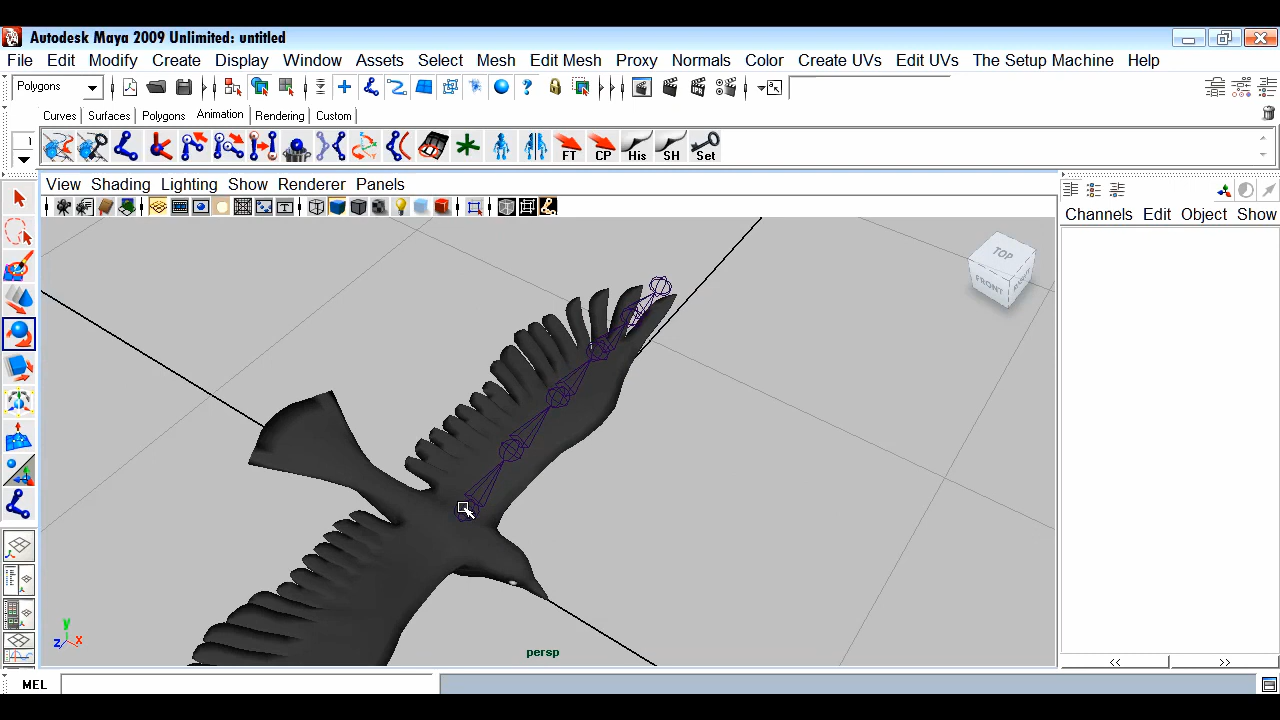 Autodesk Maya 2009 Unlimited: untitled
File Edit Modify Create Display Window Assets Select Mesh Edit Mesh Proxy Normals Color Create UVs Edit UVs The Setup Machine Help
Polygons
Curves Surfaces Polygons Animation Rendering Custom
FT CP His SH Set
View Shading Lighting Show Renderer Panels
Channels Edit Object Show
TOP
FRONT
y
z x
persp
<< >>
MEL